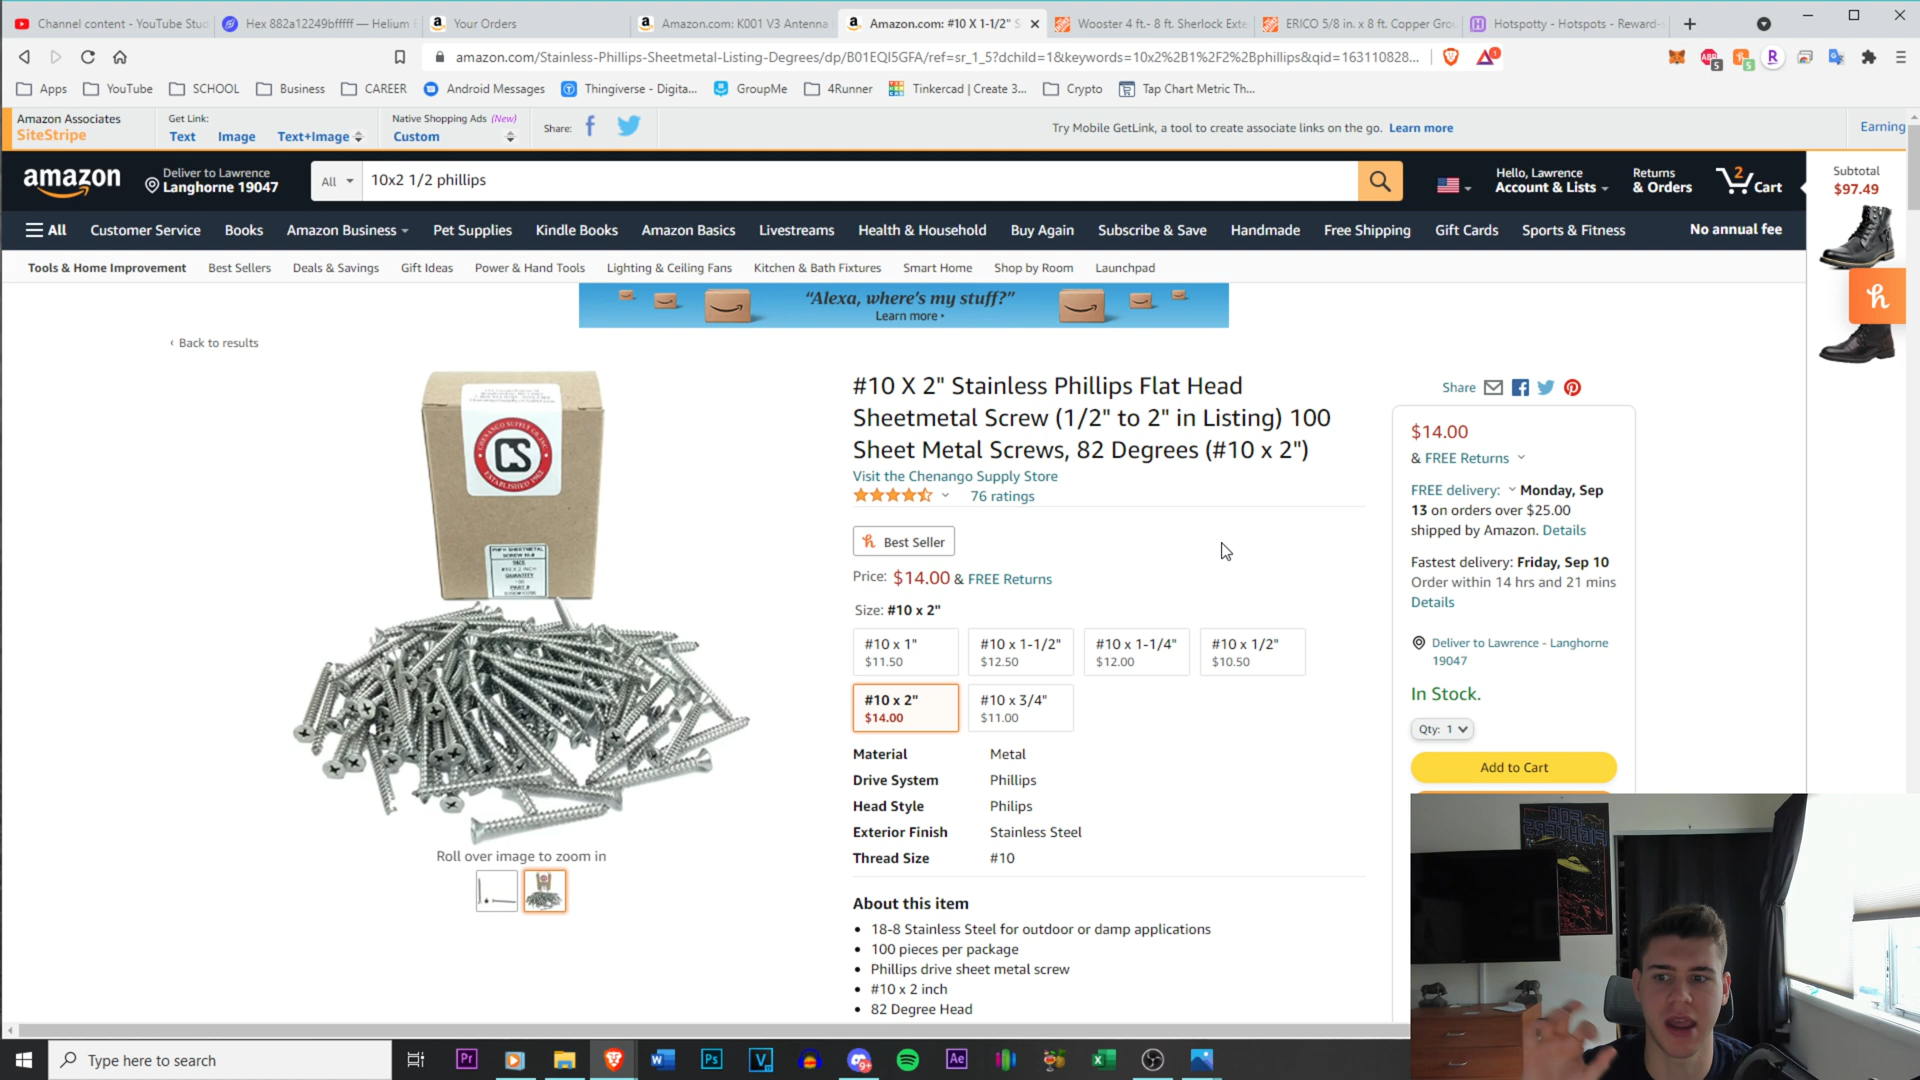 Channel content - YouTube Stud
Hex 882a12249bfffff — Helium E
Your Orders
Amazon.com: K001 V3 Antenna
Amazon.com: #10 X 1-1/2" S
Wooster 4 ft.- 8 ft. Sherlock Exte
ERICO 5/8 in. x 8 ft. Copper Grou
Hotspotty - Hotspots - Reward-s
amazon.com/Stainless-Phillips-Sheetmetal-Listing-Degrees/dp/B01EQI5GFA/ref=sr_1_5?dchild=1&keywords=10x2%2B1%2F2%2Bphillips&qid=163110828...
Apps
YouTube
SCHOOL
Business
CAREER
Android Messages
Thingiverse - Digita...
GroupMe
4Runner
Tinkercad | Create 3...
Crypto
Tap Chart Metric Th...
Amazon Associates
SiteStripe
Get Link:
Text Image Text+Image
Native Shopping Ads (New)
Custom
Share:
Try Mobile GetLink, a tool to create associate links on the go. Learn more
Earning
amazon
Deliver to Lawrence
Langhorne 19047
All
10x2 1/2 phillips
Hello, Lawrence
Account & Lists
Returns
& Orders
2
Cart
Subtotal
$97.49
All
Customer Service
Books
Amazon Business
Pet Supplies
Kindle Books
Amazon Basics
Livestreams
Health & Household
Buy Again
Subscribe & Save
Handmade
Free Shipping
Gift Cards
Sports & Fitness
No annual fee
Tools & Home Improvement
Best Sellers
Deals & Savings
Gift Ideas
Power & Hand Tools
Lighting & Ceiling Fans
Kitchen & Bath Fixtures
Smart Home
Shop by Room
Launchpad
"Alexa, where's my stuff?"
Learn more
‹ Back to results
CHENANGO SUPPLY CO., INC.
CS
ESTABLISHED
#10 X 2" Stainless Phillips Flat Head
Sheetmetal Screw (1/2" to 2" in Listing) 100
Sheet Metal Screws, 82 Degrees (#10 x 2")
Visit the Chenango Supply Store
76 ratings
Best Seller
Price: $14.00 & FREE Returns
Size: #10 x 2"
#10 x 1"
$11.50
#10 x 1-1/2"
$12.50
#10 x 1-1/4"
$12.00
#10 x 1/2"
$10.50
#10 x 2"
$14.00
#10 x 3/4"
$11.00
Material Metal
Drive System Phillips
Head Style Philips
Exterior Finish Stainless Steel
Thread Size #10
About this item
• 18-8 Stainless Steel for outdoor or damp applications
• 100 pieces per package
• Phillips drive sheet metal screw
• #10 x 2 inch
• 82 Degree Head
Roll over image to zoom in
Share
$14.00
& FREE Returns
FREE delivery: Monday, Sep
13 on orders over $25.00
shipped by Amazon. Details
Fastest delivery: Friday, Sep 10
Order within 14 hrs and 21 mins
Details
Deliver to Lawrence - Langhorne
19047
In Stock.
Qty: 1
Add to Cart
FOO
FIGHTERS
Type here to search